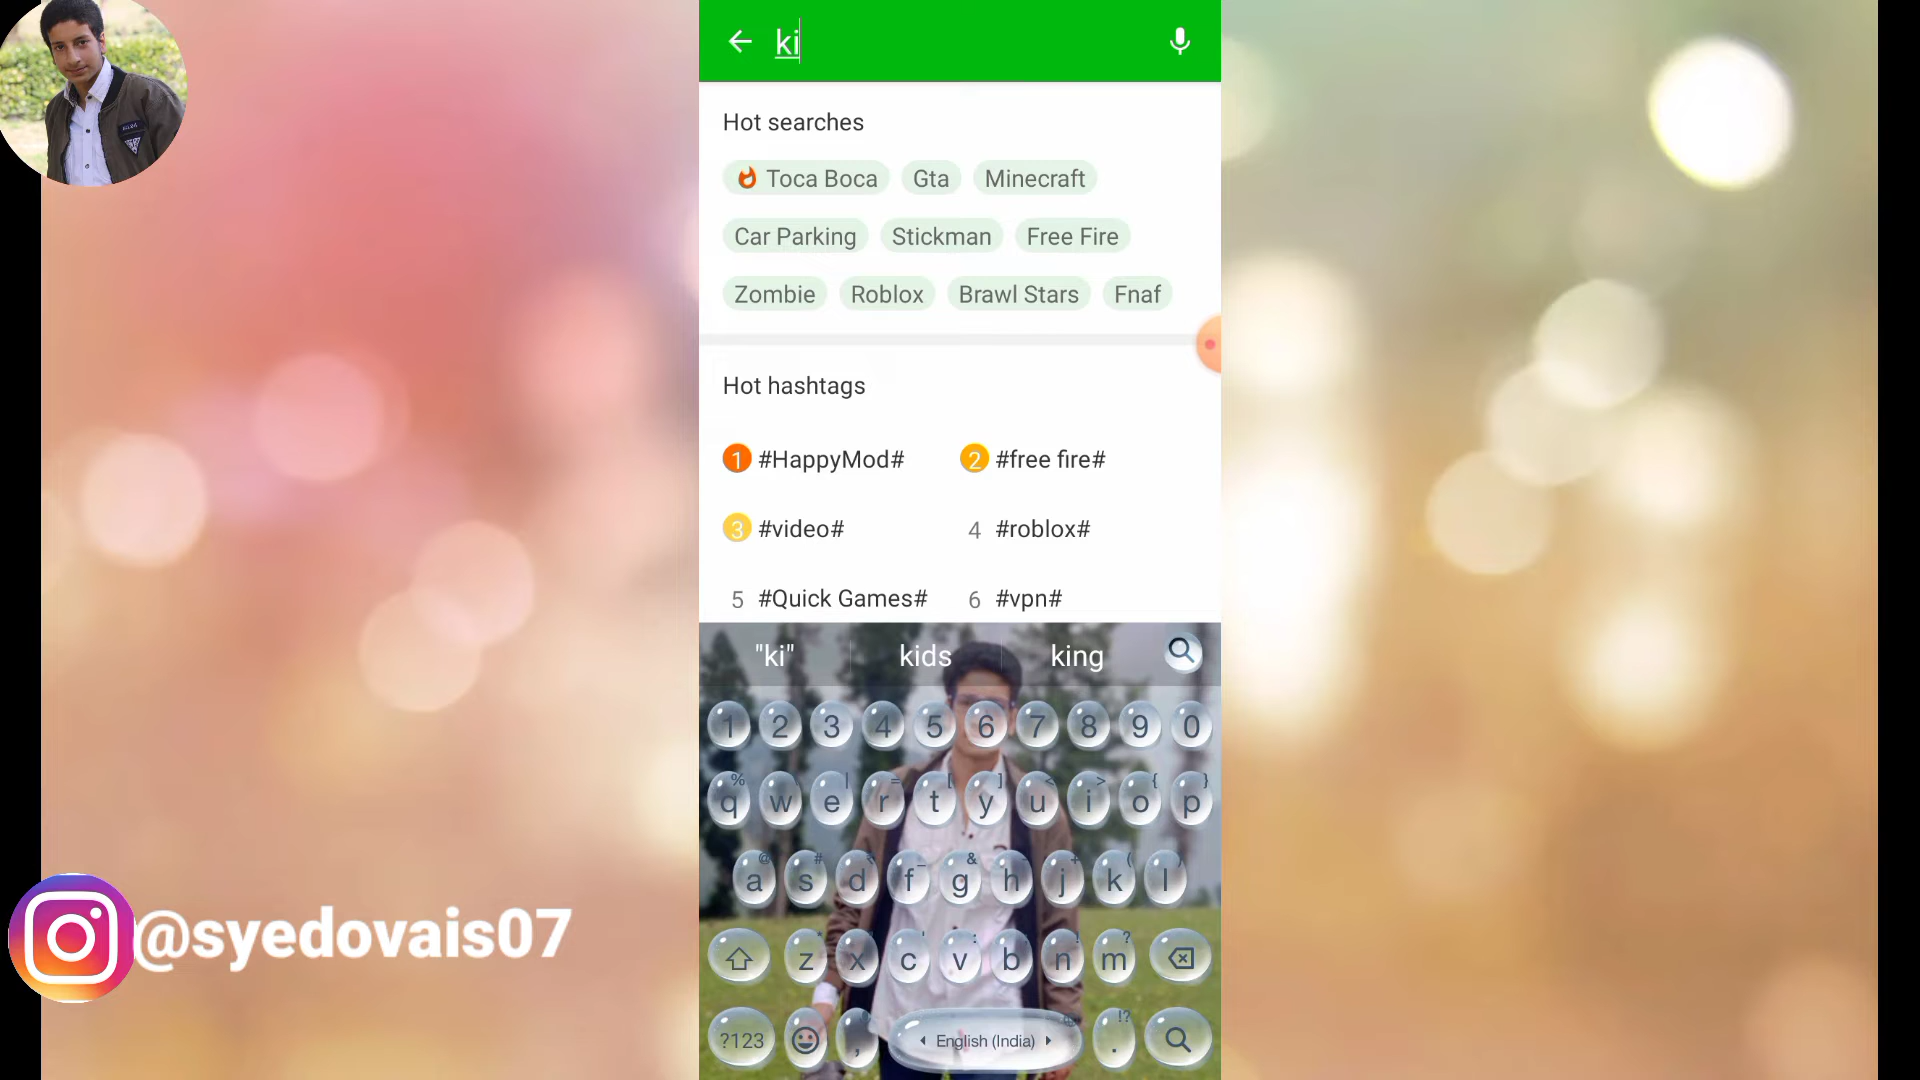 ki
Hot searches
Toca Boca Gta Minecraft
Car Parking Stickman Free Fire
Zombie Roblox Brawl Stars Fnaf
Hot hashtags
1 #HappyMod# 2 #free fire#
3 #video# 4 #roblox#
5 #Quick Games# 6 #vpn#
"ki" kids king
1 2 3 4 5 6 7 8 9 0
q w e r t y u i o p
a s d f g h j k l
z x c v b n m
?123 , English (India) .
@syedovais07